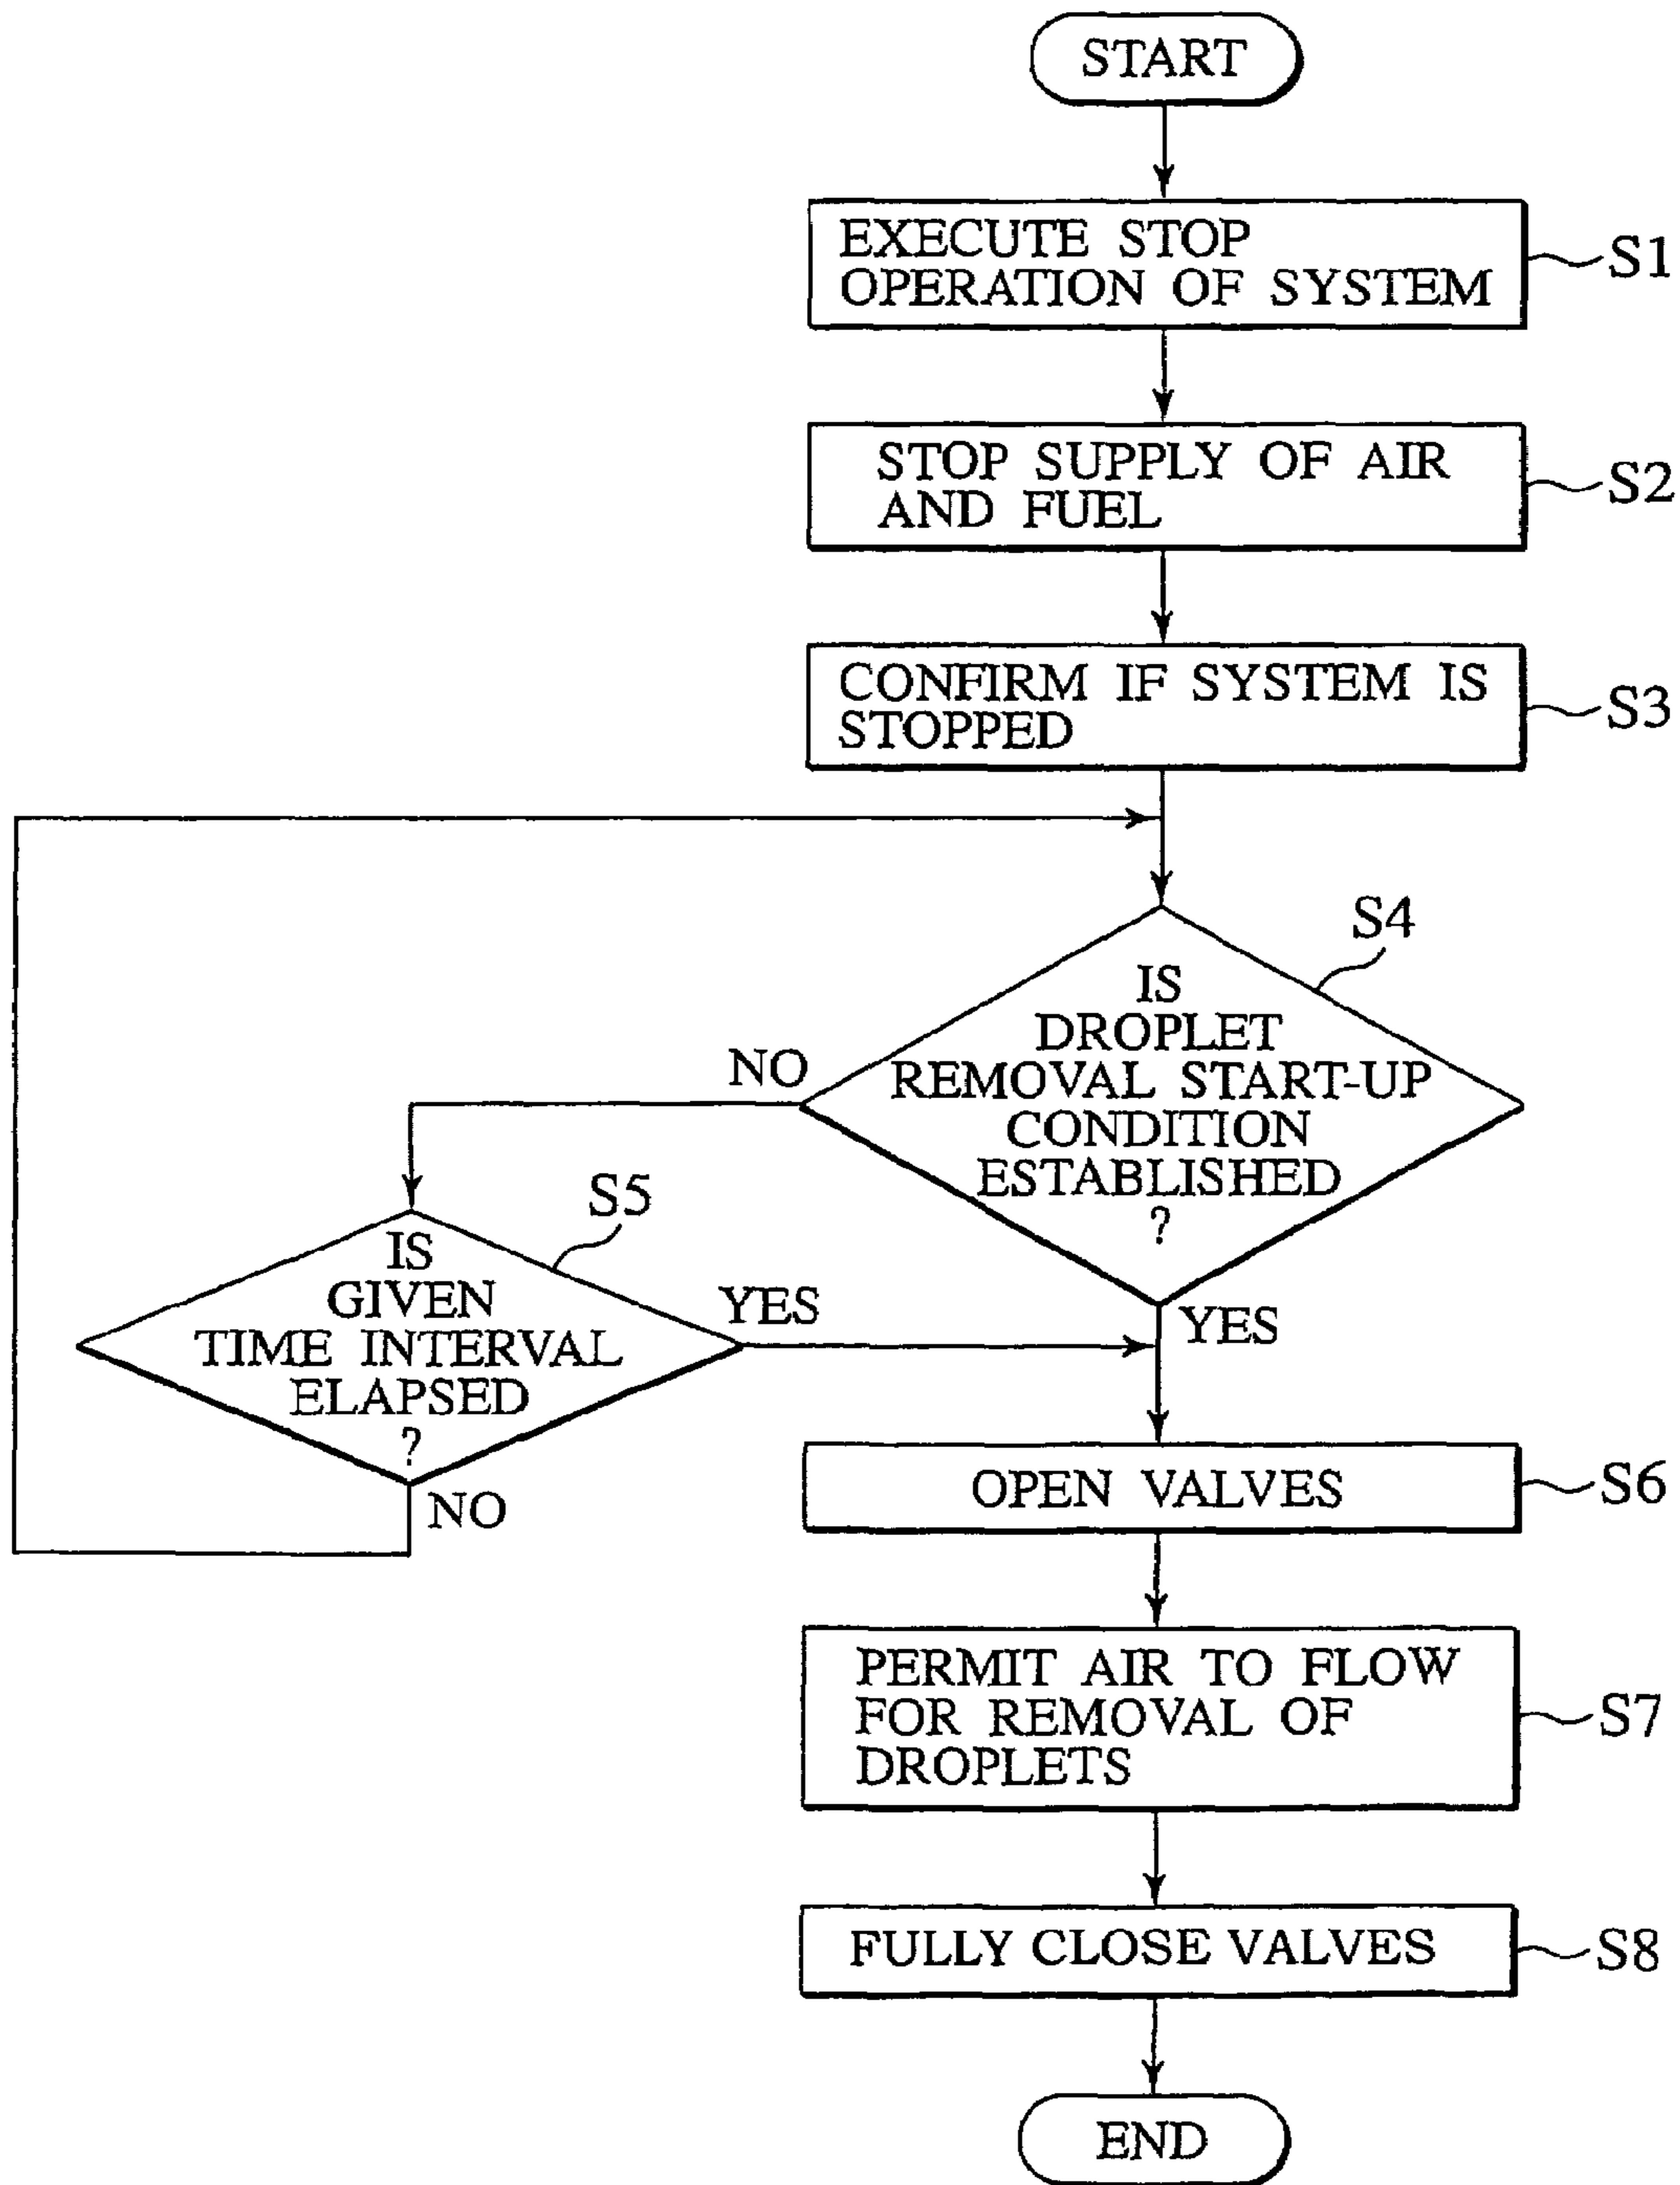 START
EXECUTE STOP
OPERATION OF SYSTEM
S1
STOP SUPPLY OF AIR
AND FUEL
S2
CONFIRM IF SYSTEM IS
STOPPED
S3
S4
IS
DROPLET
REMOVAL START-UP
CONDITION
ESTABLISHED
?
NO
YES
S5
IS
GIVEN
TIME INTERVAL
ELAPSED
?
YES
NO
OPEN VALVES
S6
PERMIT AIR TO FLOW
FOR REMOVAL OF
DROPLETS
S7
FULLY CLOSE VALVES
S8
END